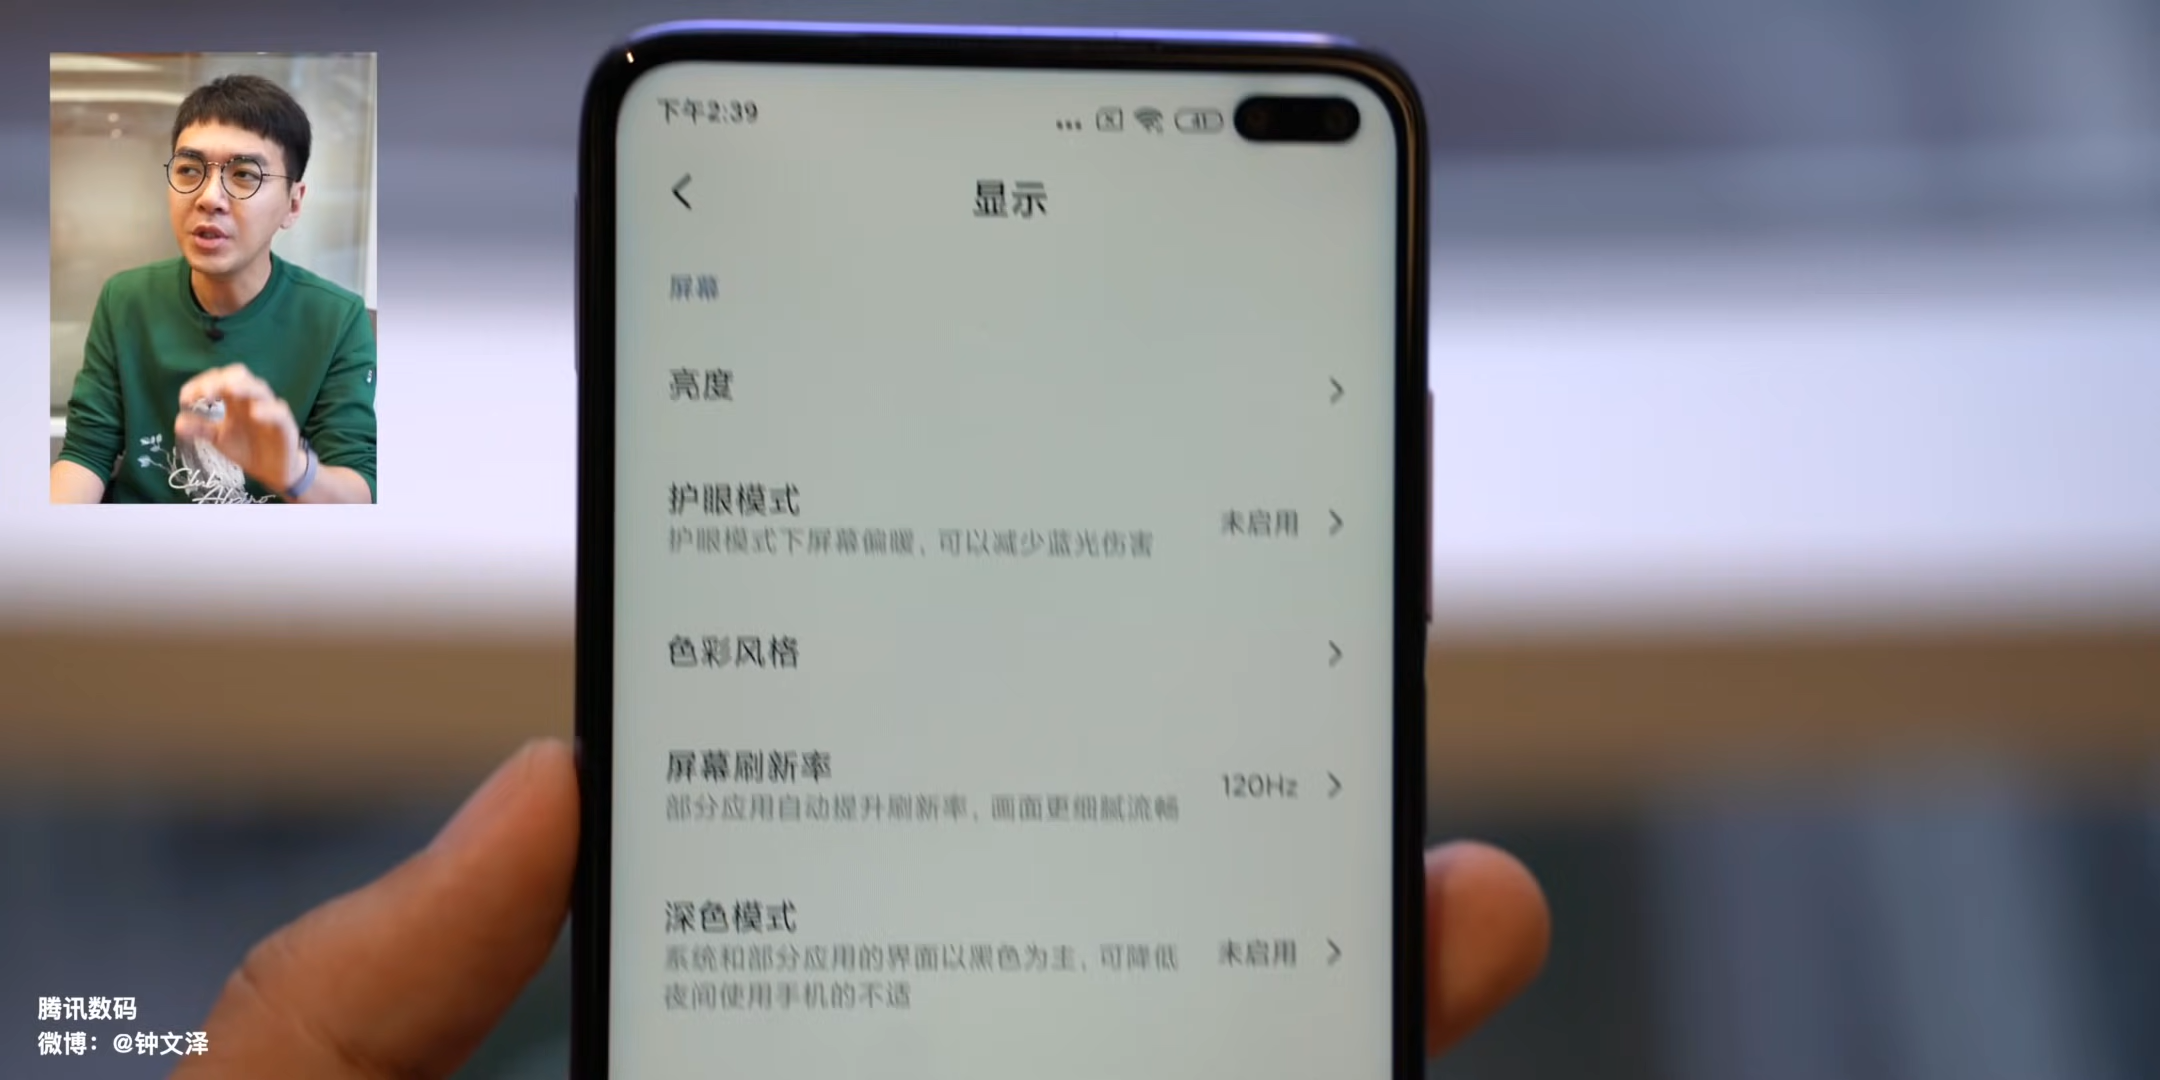 下午2:39
41
显示
屏幕
亮度
护眼模式
护眼模式下屏幕偏暖，可以减少蓝光伤害
未启用
色彩风格
屏幕刷新率
部分应用自动提升刷新率，画面更细腻流畅
120Hz
深色模式
系统和部分应用的界面以黑色为主，可降低
夜间使用手机的不适
未启用
Club
腾讯数码
微博：@钟文泽